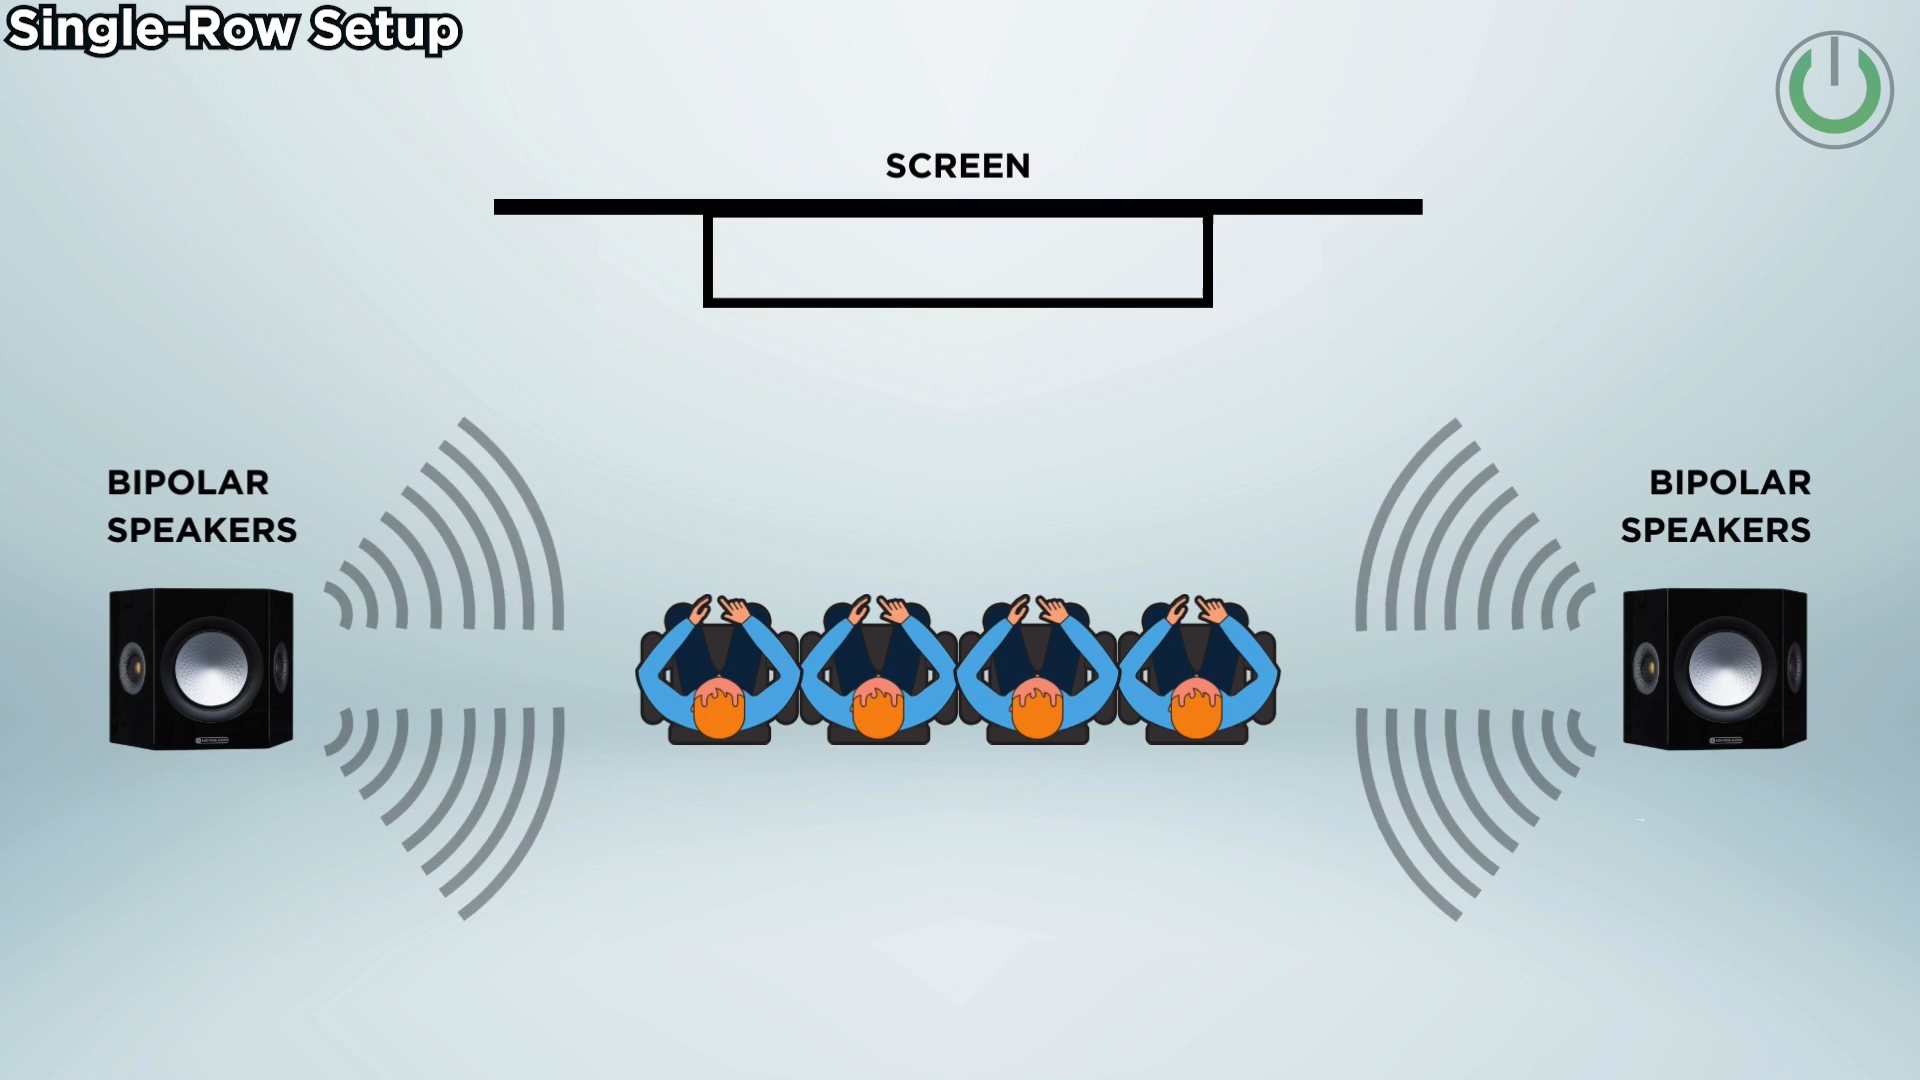 Single-Row Setup
SCREEN
BIPOLAR
SPEAKERS
BIPOLAR
SPEAKERS